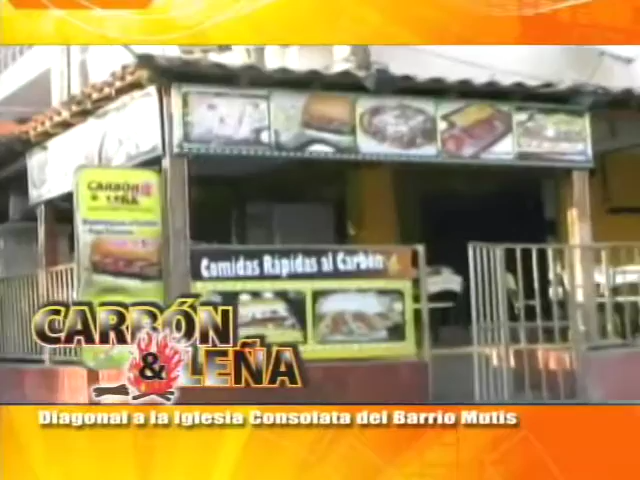 CARBÓN
& LEÑA
Comidas Rápidas al Carbón
CARBÓN
& LEÑA
Diagonal a la Iglesia Consolata del Barrio Mutis